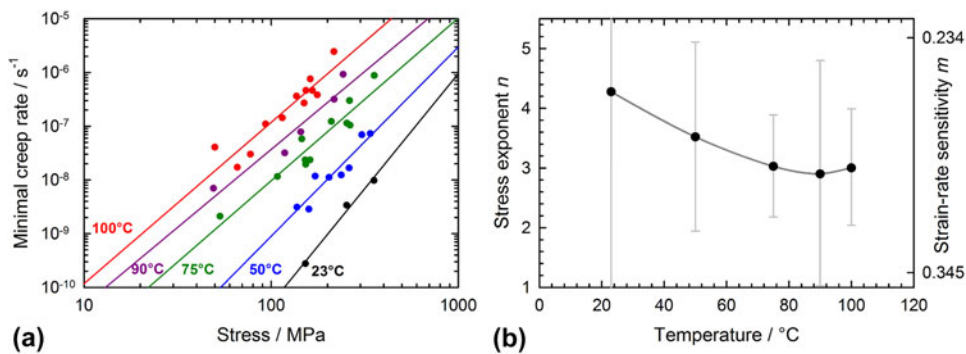 10⁻⁵
10⁻⁶
10⁻⁷
10⁻⁸
10⁻⁹
10⁻¹⁰
Minimal creep rate / s⁻¹
100°C
90°C
75°C
50°C
23°C
10
100
1000
Stress / MPa
(a)
5
4
3
2
1
Stress exponent n
0.234
0.345
Strain-rate sensitivity m
0
20
40
60
80
100
120
Temperature / °C
(b)